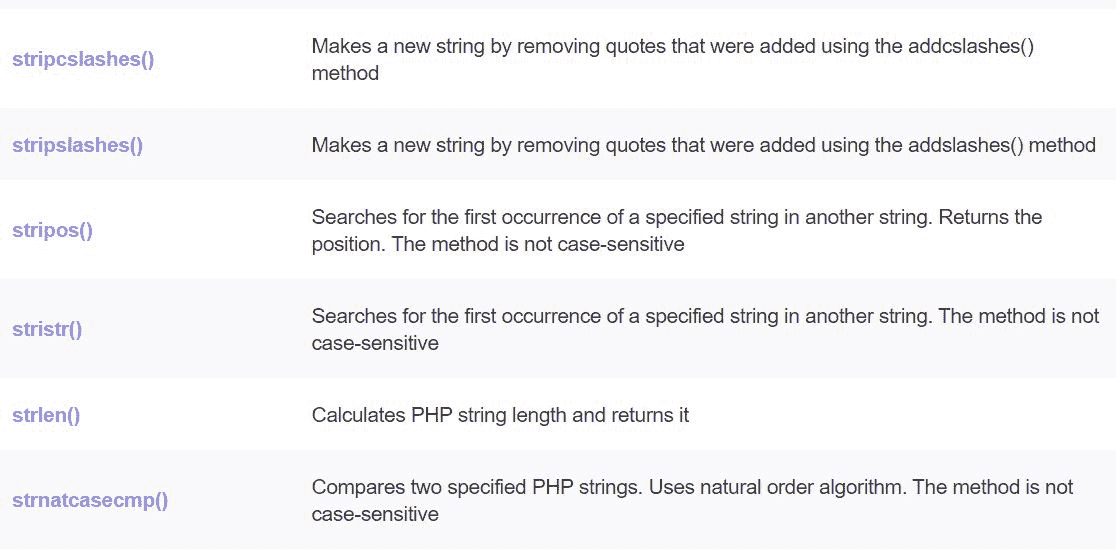 stripcslashes()
Makes a new string by removing quotes that were added using the addcslashes()
method
stripslashes()
Makes a new string by removing quotes that were added using the addslashes() method
stripos()
Searches for the first occurrence of a specified string in another string. Returns the
position. The method is not case-sensitive
stristr()
Searches for the first occurrence of a specified string in another string. The method is not
case-sensitive
strlen()
Calculates PHP string length and returns it
strnatcasecmp()
Compares two specified PHP strings. Uses natural order algorithm. The method is not
case-sensitive